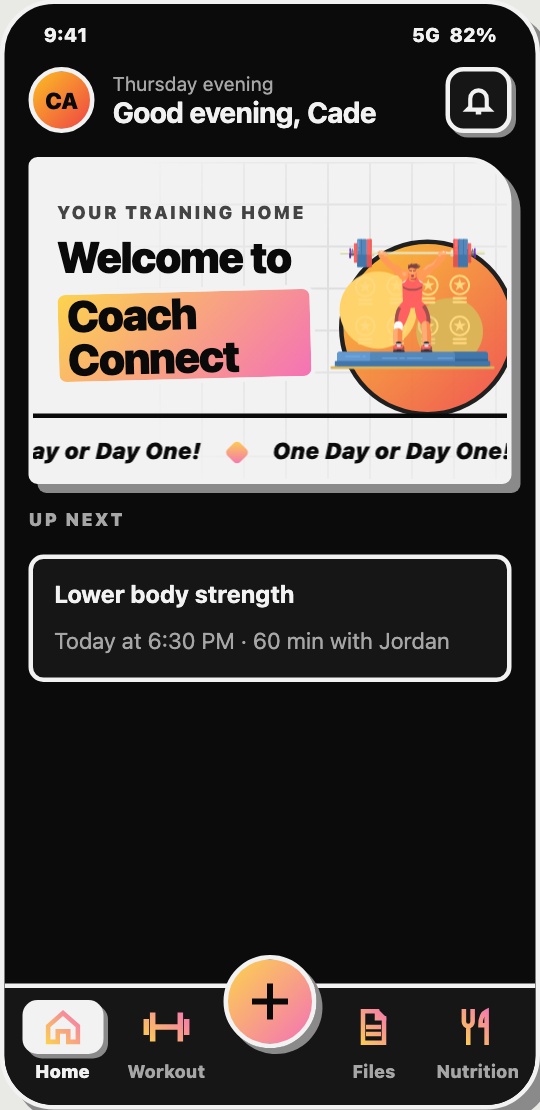 9:41
5G 82%
CA
Thursday evening
Good evening, Cade
YOUR TRAINING HOME
Welcome to
Coach
Connect
ay or Day One!
One Day or Day One!
UP NEXT
Lower body strength
Today at 6:30 PM · 60 min with Jordan
Home
Workout
Files
Nutrition